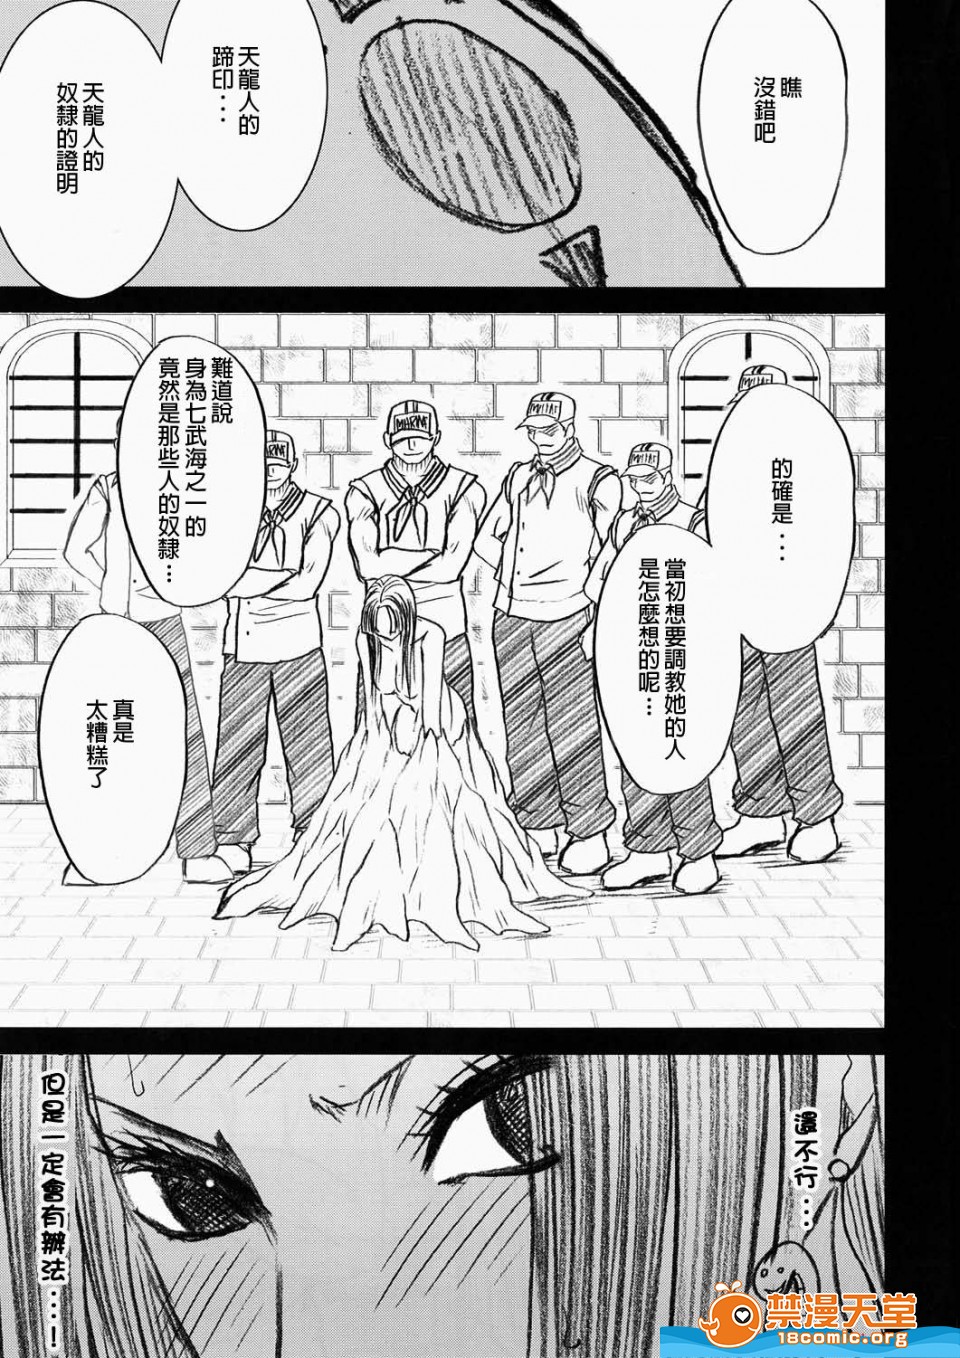 瞧
沒錯吧
天龍人的
蹄印...
天龍人的
奴隸的證明
的確是...
當初想要調教她的人
是怎麼想的呢...
難道說
身為七武海之一的
竟然是那些人的奴隸...
真是
太糟糕了
MARINE
還不行...
但是一定會有辦法...!
禁漫天堂
18comic.org